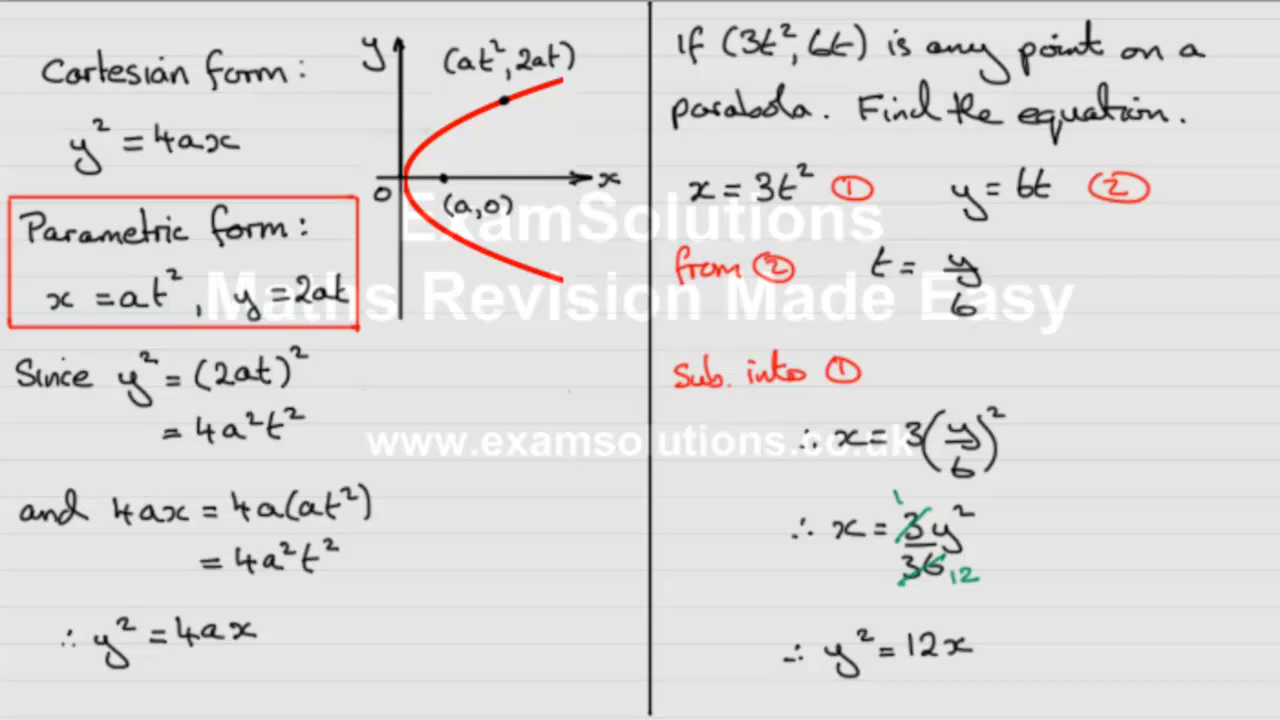 Cartesian form:
y² = 4ax
y
(at², 2at)
O
(a,0)
x
Parametric form:
x = at², y = 2at
Since y² = (2at)²
= 4a²t²
and 4ax = 4a(at²)
= 4a²t²
∴ y² = 4ax
If (3t², 6t) is any point on a
parabola. Find the equation.
x = 3t² ① y = 6t ②
from ② t = y/6
Sub. into ①
∴ x = 3(y/6)²
∴ x = 3y²/36
1
12
∴ y² = 12x
ExamSolutions
Maths Revision Made Easy
www.examsolutions.co.uk